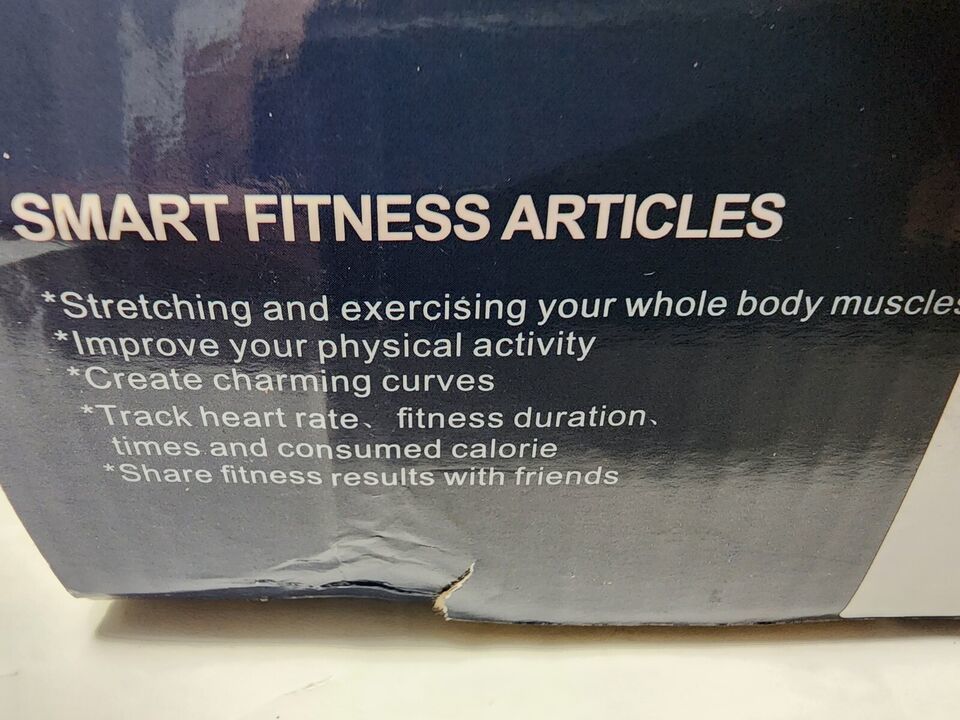 SMART FITNESS ARTICLES
*Stretching and exercising your whole body muscles
*Improve your physical activity
*Create charming curves
*Track heart rate、 fitness duration、
times and consumed calorie
*Share fitness results with friends